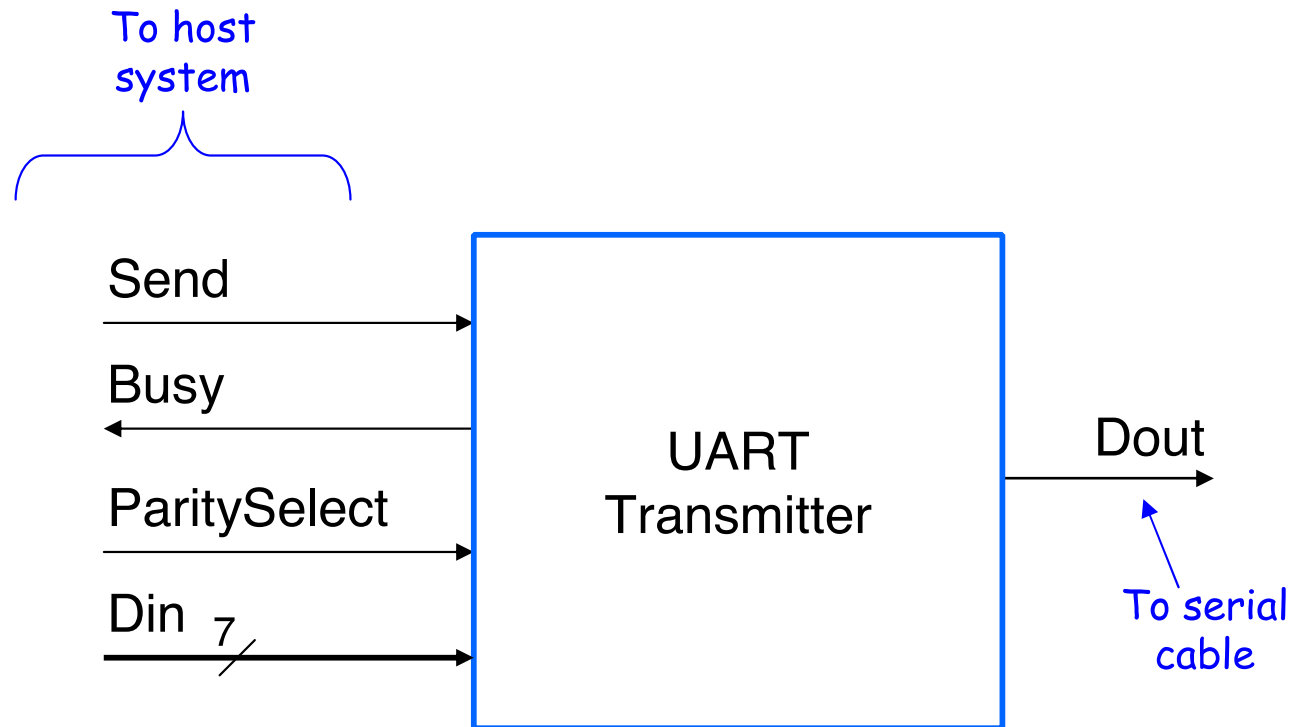 To host
system
Send
Busy
ParitySelect
Din 7
UART
Transmitter
Dout
To serial
cable